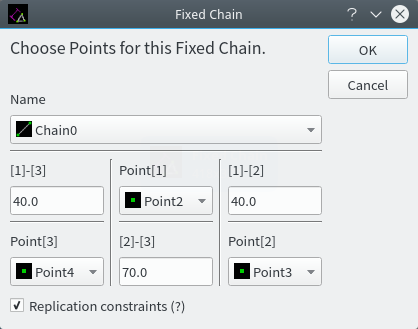 Fixed Chain
Choose Points for this Fixed Chain.
OK
Cancel
Name
Chain0
[1]-[3] Point[1] [1]-[2]
40.0 Point2 40.0
Point[3] [2]-[3] Point[2]
Point4 70.0 Point3
Replication constraints (?)